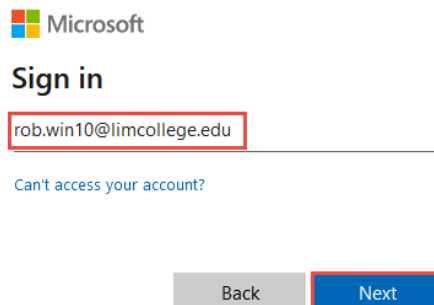 Microsoft
Sign in
rob.win10@limcollege.edu
Can't access your account?
Back Next